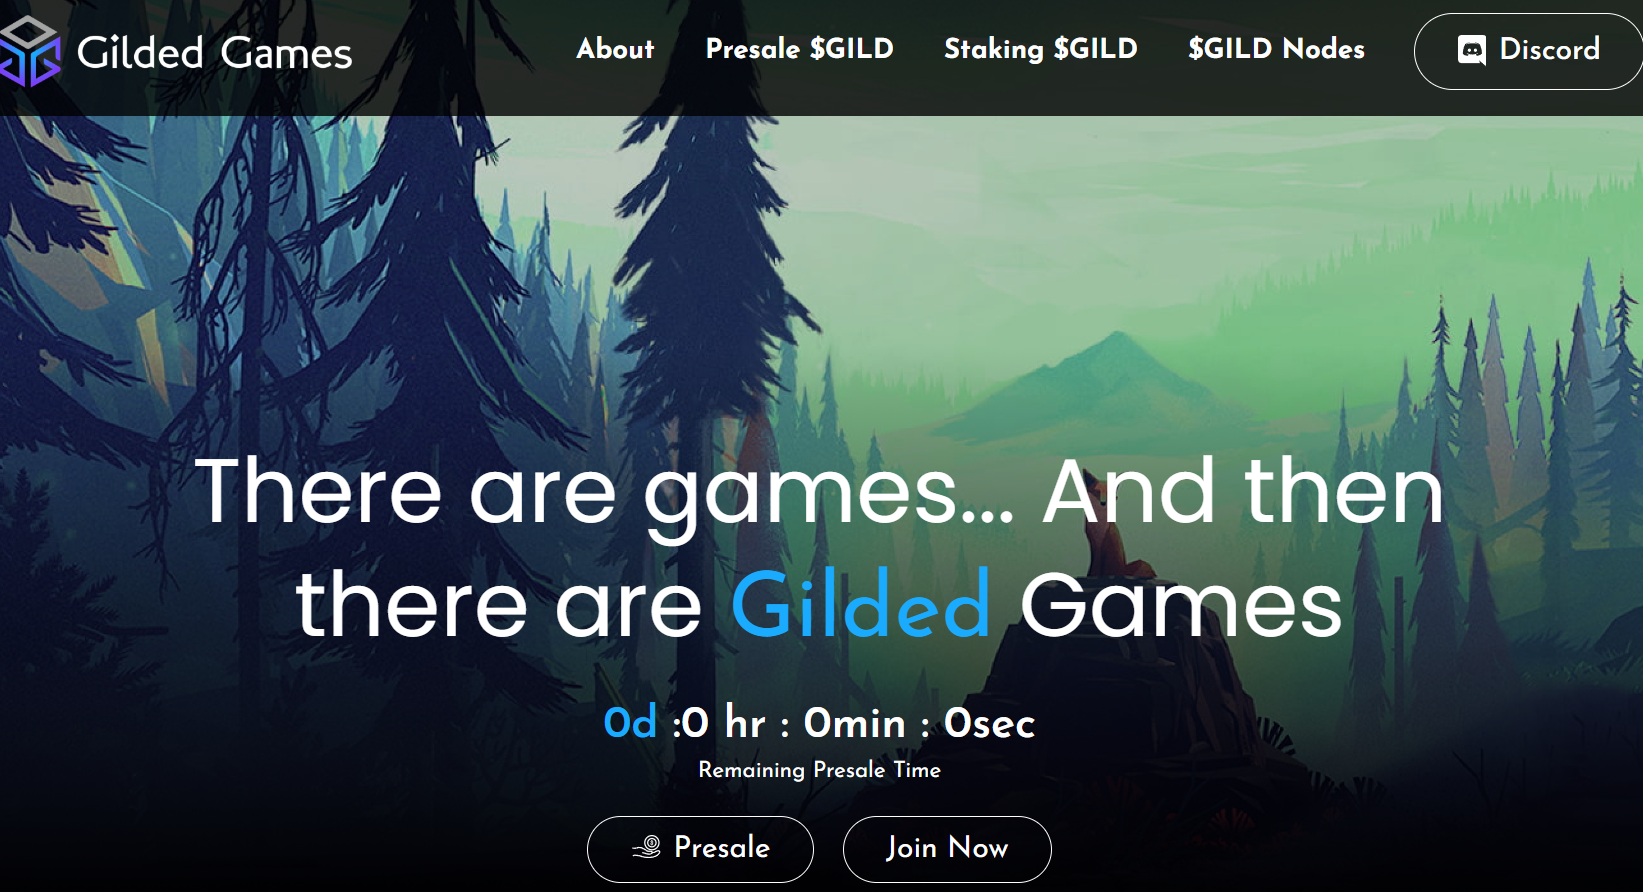 Gilded Games
About
Presale $GILD
Staking $GILD
$GILD Nodes
Discord
There are games... And then
there are Gilded Games
0d :0 hr : 0min : 0sec
Remaining Presale Time
Presale
Join Now